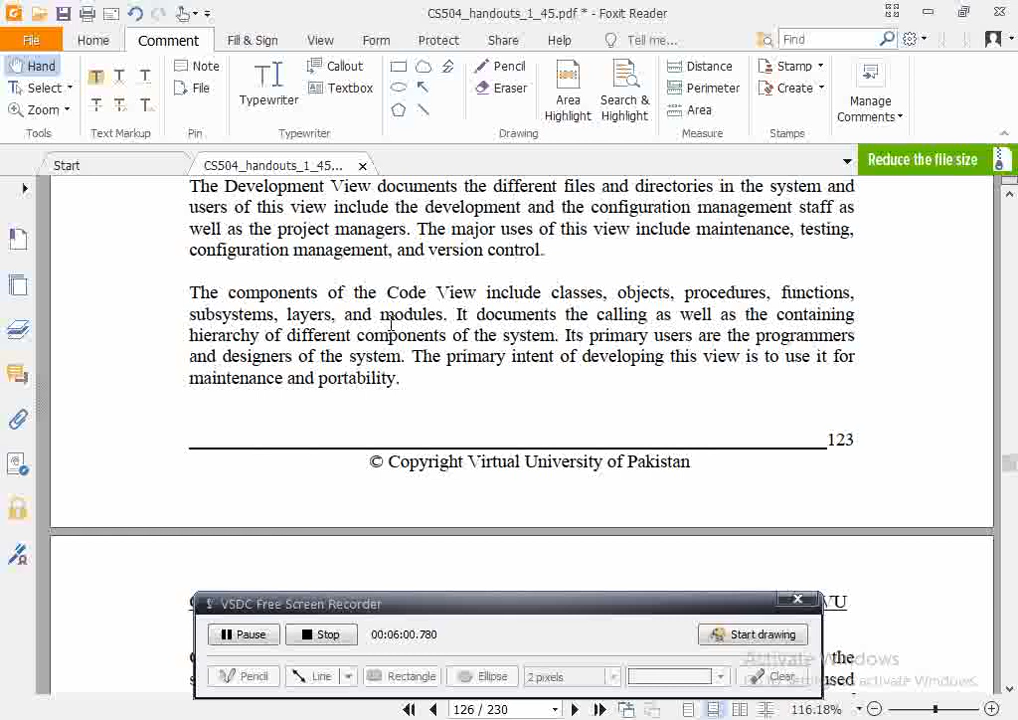 CS504_handouts_1_45.pdf * - Foxit Reader
File Home Comment Fill & Sign View Form Protect Share Help Tell me... Find
Hand Note Callout Pencil Distance Stamp
Select File Typewriter Textbox Eraser Area Highlight Search & Highlight Perimeter Create Manage Comments
Zoom Area
Tools Text Markup Pin Typewriter Drawing Measure Stamps
Start CS504_handouts_1_45... Reduce the file size
The Development View documents the different files and directories in the system and
users of this view include the development and the configuration management staff as
well as the project managers. The major uses of this view include maintenance, testing,
configuration management, and version control.
The components of the Code View include classes, objects, procedures, functions,
subsystems, layers, and modules. It documents the calling as well as the containing
hierarchy of different components of the system. Its primary users are the programmers
and designers of the system. The primary intent of developing this view is to use it for
maintenance and portability.
123
© Copyright Virtual University of Pakistan
VU
VSDC Free Screen Recorder
Pause Stop 00:06:00.780 Start drawing
the
Activate Windows
Pencil Line Rectangle Ellipse 2 pixels Clear
used
126 / 230 116.18%